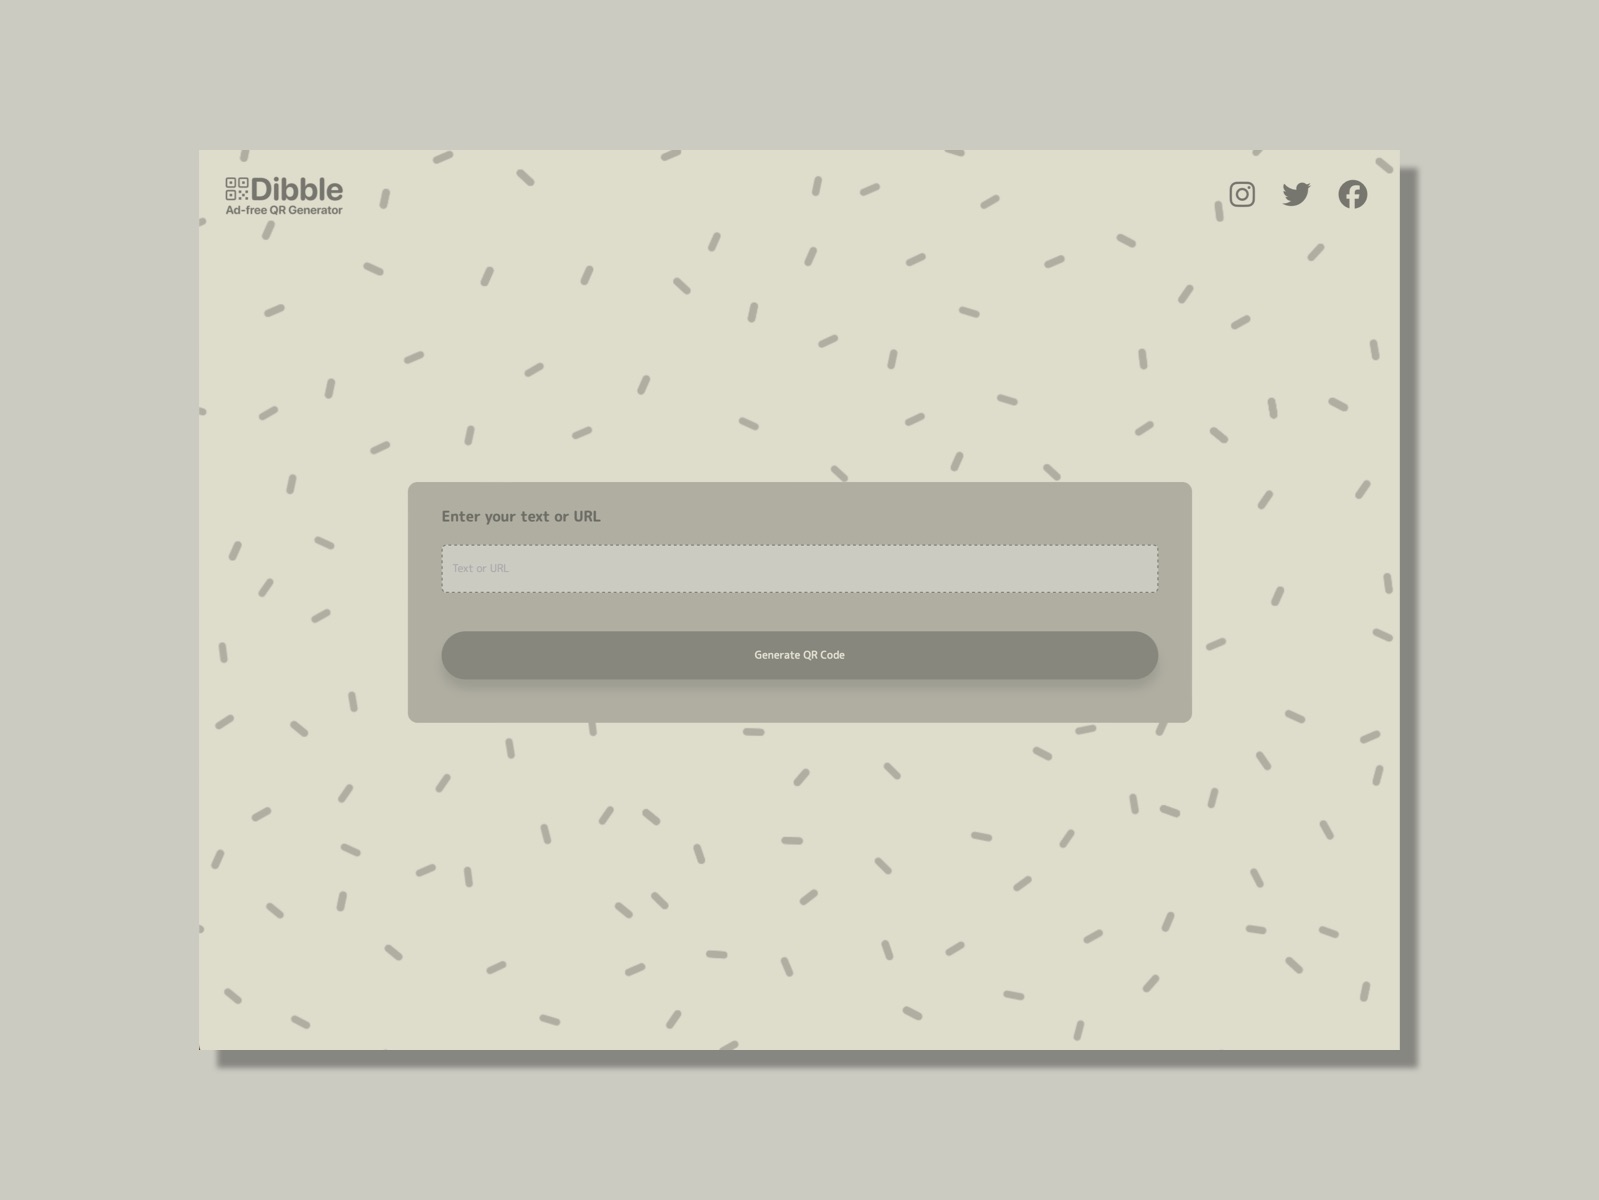 Dibble
Ad-free QR Generator
Enter your text or URL
Text or URL
Generate QR Code